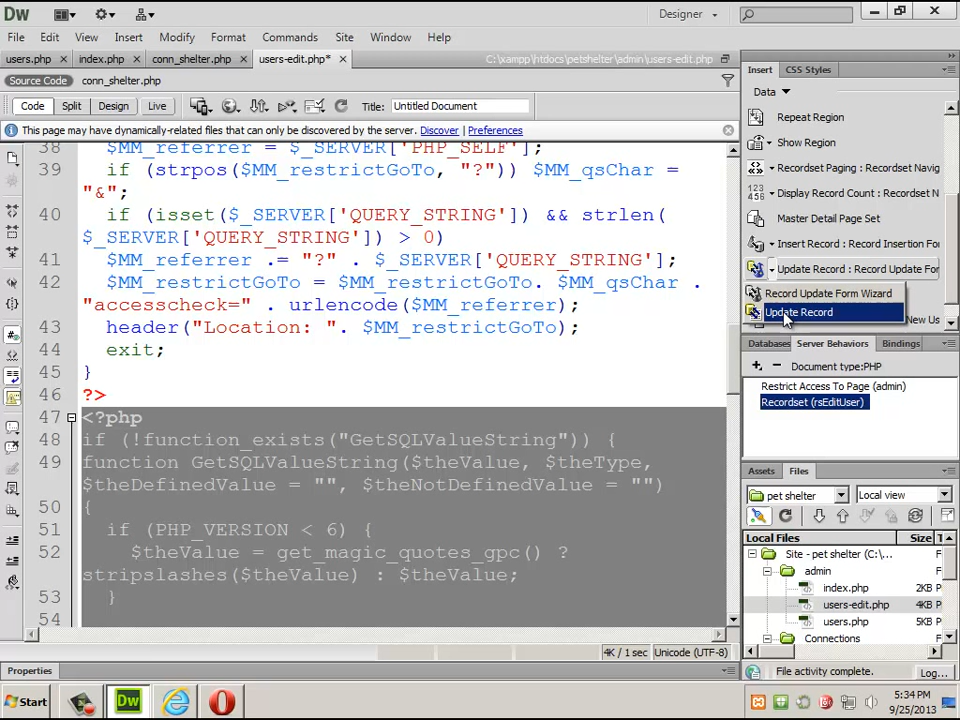 Dw
Designer
File Edit View Insert Modify Format Commands Site Window Help
users.php index.php conn_shelter.php users-edit.php* C:\xampp\htdocs\petshelter\admin\users-edit.php
Source Code conn_shelter.php
Code Split Design Live Title: Untitled Document
This page may have dynamically-related files that can only be discovered by the server. Discover | Preferences
38 $MM_referrer = $_SERVER['PHP_SELF'];
39 if (strpos($MM_restrictGoTo, "?")) $MM_qsChar =
"&";
40 if (isset($_SERVER['QUERY_STRING']) && strlen(
$_SERVER['QUERY_STRING']) > 0)
41 $MM_referrer .= "?" . $_SERVER['QUERY_STRING'];
42 $MM_restrictGoTo = $MM_restrictGoTo. $MM_qsChar .
"accesscheck=" . urlencode($MM_referrer);
43 header("Location: ". $MM_restrictGoTo);
44 exit;
45 }
46 ?>
47 <?php
48 if (!function_exists("GetSQLValueString")) {
49 function GetSQLValueString($theValue, $theType,
$theDefinedValue = "", $theNotDefinedValue = "")
50 {
51 if (PHP_VERSION < 6) {
52 $theValue = get_magic_quotes_gpc() ?
stripslashes($theValue) : $theValue;
53 }
54
4K / 1 sec Unicode (UTF-8)
Properties
Insert CSS Styles
Data
Repeat Region
Show Region
Recordset Paging : Recordset Navig
123
456
Display Record Count : Recordset N
Master Detail Page Set
Insert Record : Record Insertion For
Update Record : Record Update For
Record Update Form Wizard
Update Record
New Us
Databases Server Behaviors Bindings
Document type:PHP
Restrict Access To Page (admin)
Recordset (rsEditUser)
Assets Files
pet shelter Local view
Local Files Size T
Site - pet shelter (C:\... F
admin F
index.php 2KB P
users-edit.php 4KB P
users.php 5KB P
Connections F
File activity complete. Log...
Start Dw
5:34 PM
9/25/2013